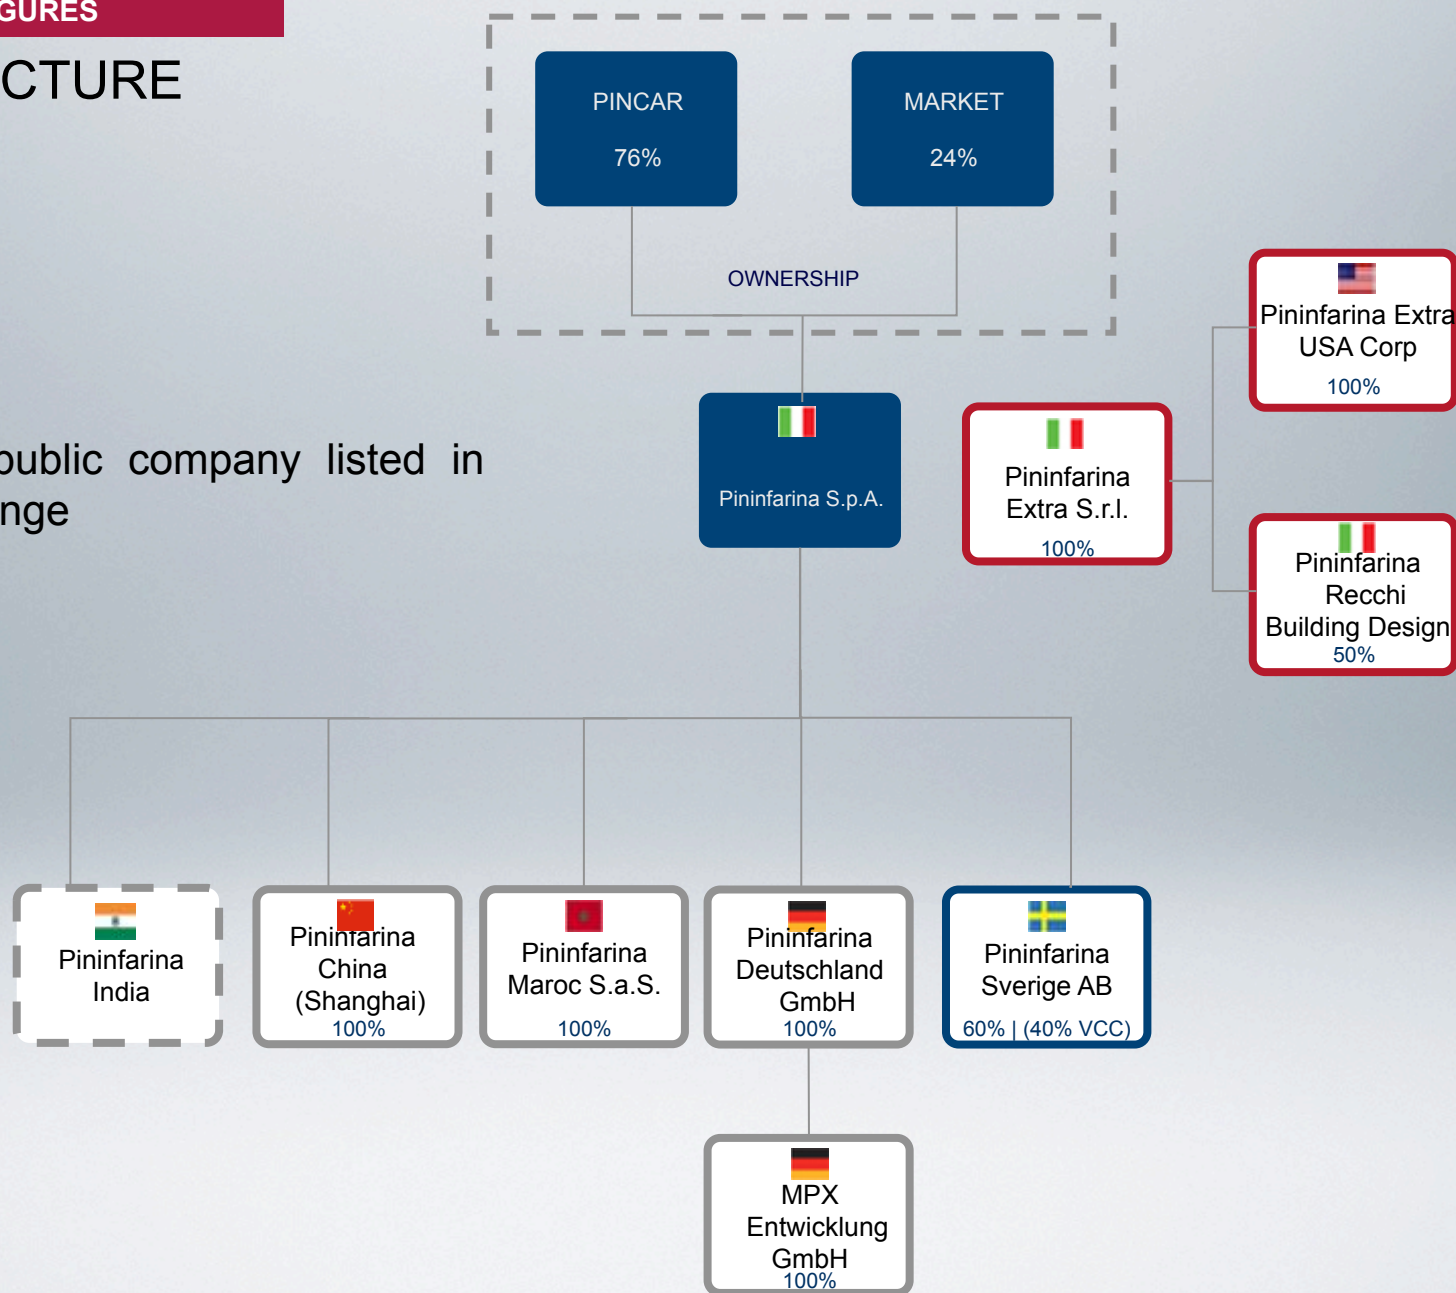 GURES
CTURE
PINCAR
76%
MARKET
24%
OWNERSHIP
public company listed in
nge
Pininfarina S.p.A.
Pininfarina
Extra S.r.l.
100%
Pininfarina Extra
USA Corp
100%
Pininfarina
Recchi
Building Design
50%
Pininfarina
India
Pininfarina
China
(Shanghai)
100%
Pininfarina
Maroc S.a.S.
100%
Pininfarina
Deutschland
GmbH
100%
Pininfarina
Sverige AB
60% | (40% VCC)
MPX
Entwicklung
GmbH
100%